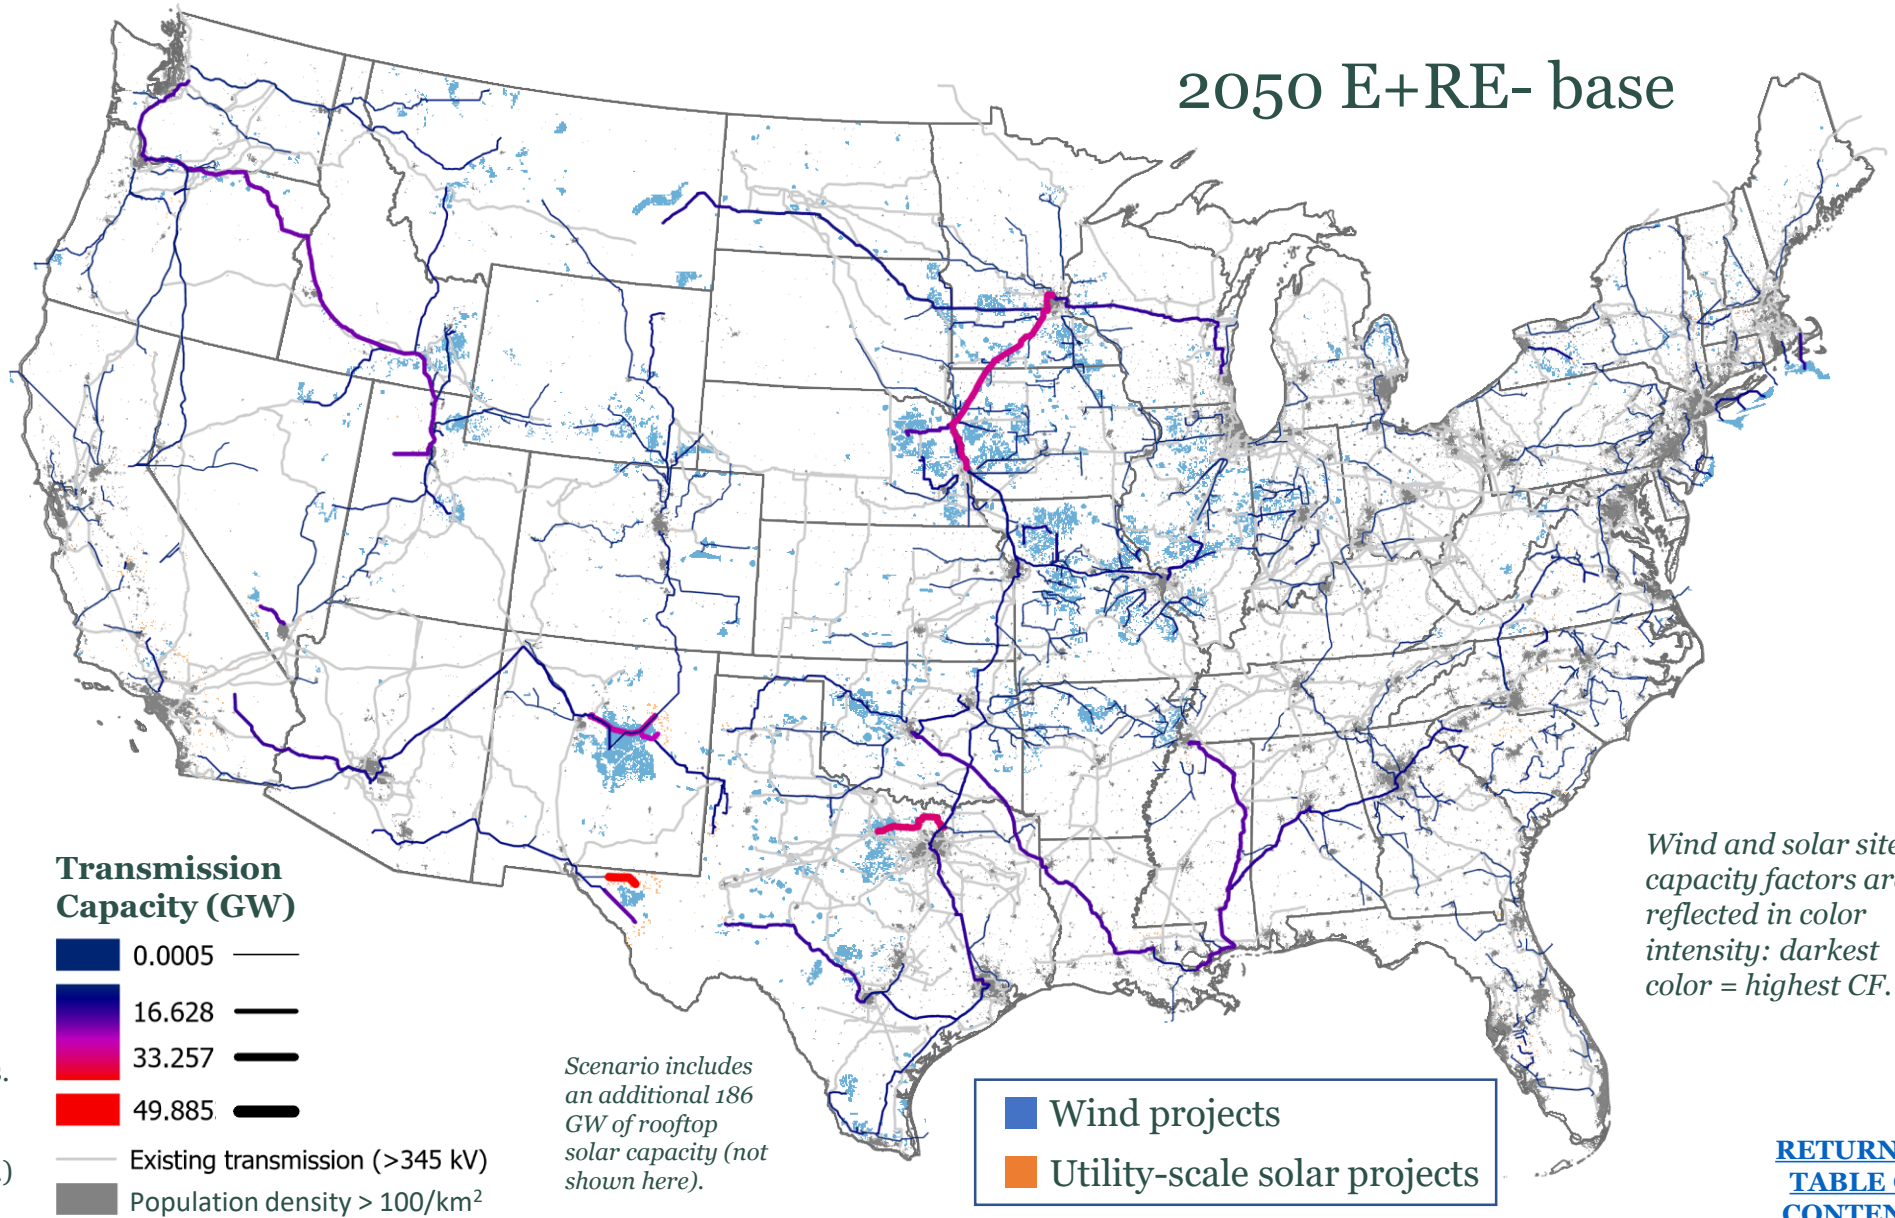 2050 E+RE- base
Transmission
Capacity (GW)
0.0005
16.628
33.257
49.885
s.
)
Existing transmission (>345 kV)
Population density > 100/km²
Scenario includes
an additional 186
GW of rooftop
solar capacity (not
shown here).
Wind projects
Utility-scale solar projects
Wind and solar site
capacity factors ar
reflected in color
intensity: darkest
color = highest CF.
RETURN
TABLE
CONTEN